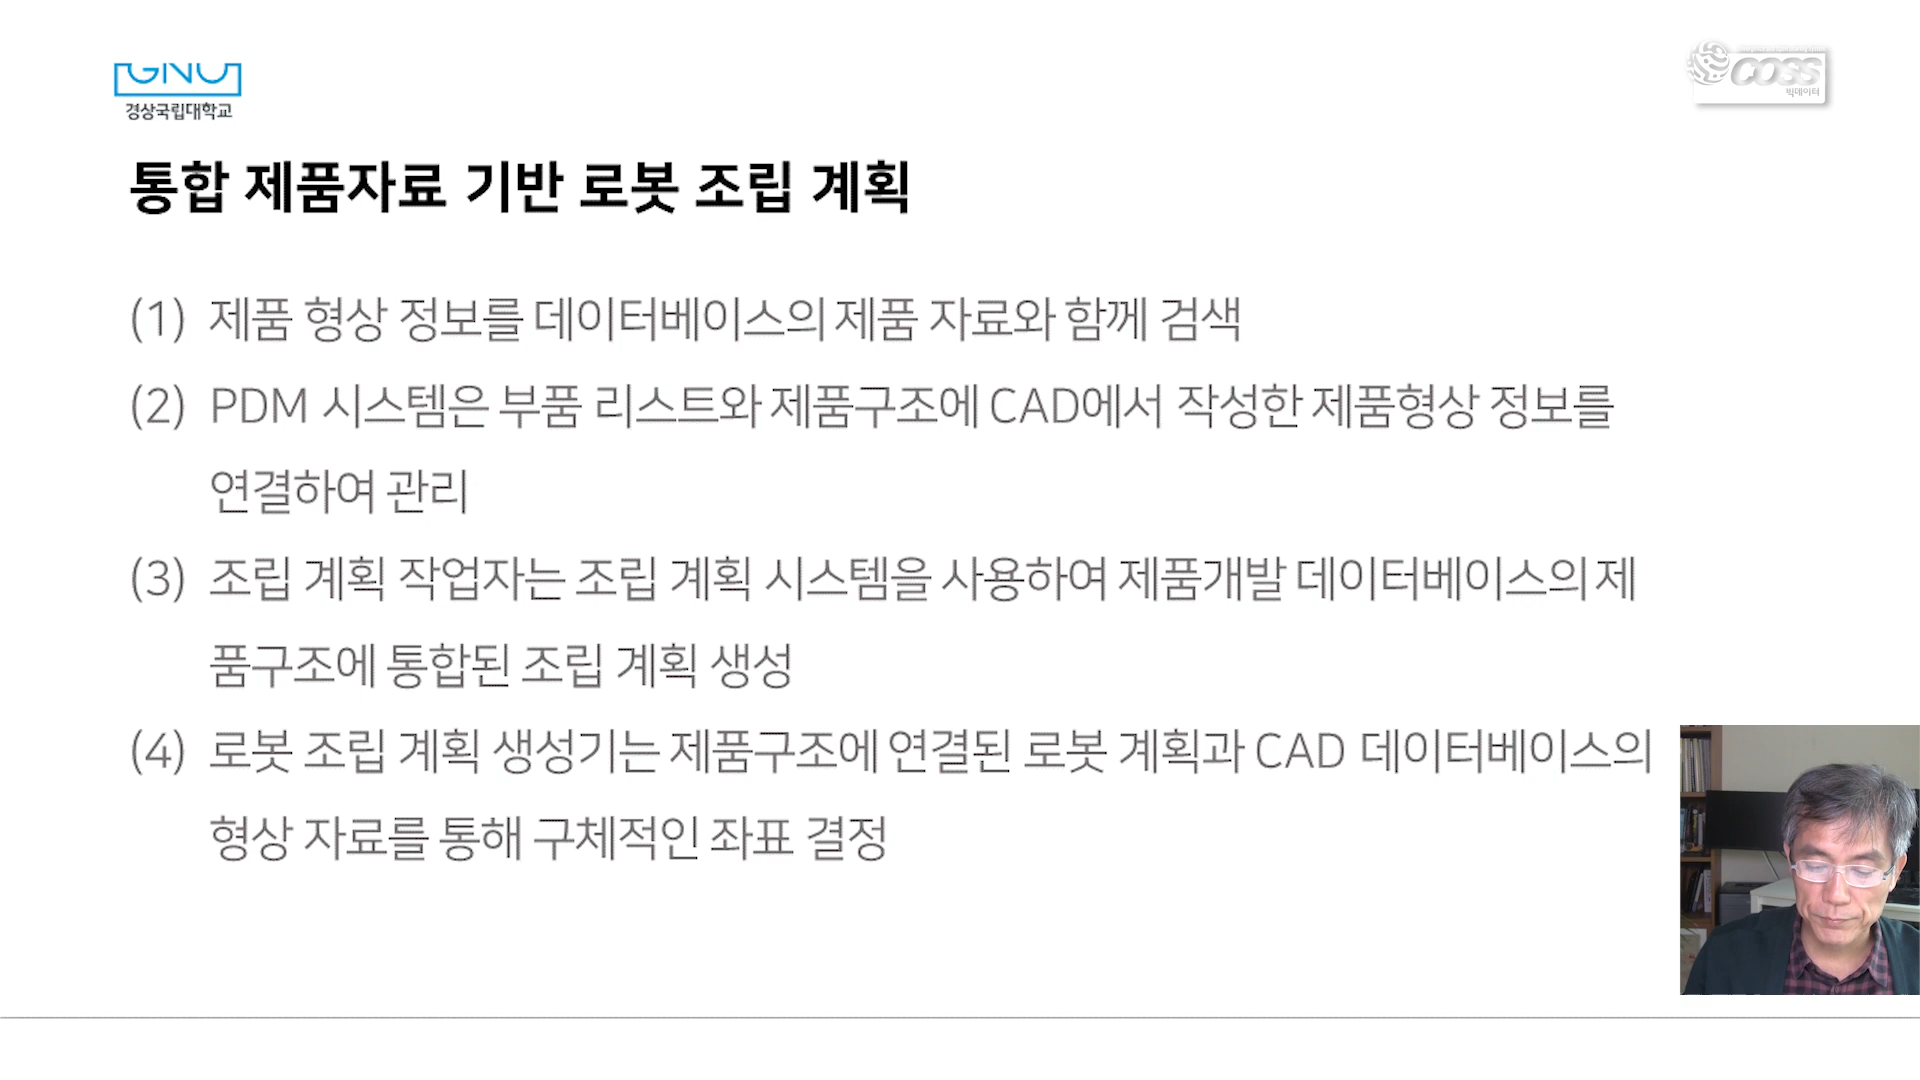 GNU
경상국립대학교
COSS
빅데이터
통합 제품자료 기반 로봇 조립 계획
(1) 제품 형상 정보를 데이터베이스의 제품 자료와 함께 검색
(2) PDM 시스템은 부품 리스트와 제품구조에 CAD에서 작성한 제품형상 정보를
연결하여 관리
(3) 조립 계획 작업자는 조립 계획 시스템을 사용하여 제품개발 데이터베이스의 제
품구조에 통합된 조립 계획 생성
(4) 로봇 조립 계획 생성기는 제품구조에 연결된 로봇 계획과 CAD 데이터베이스의
형상 자료를 통해 구체적인 좌표 결정